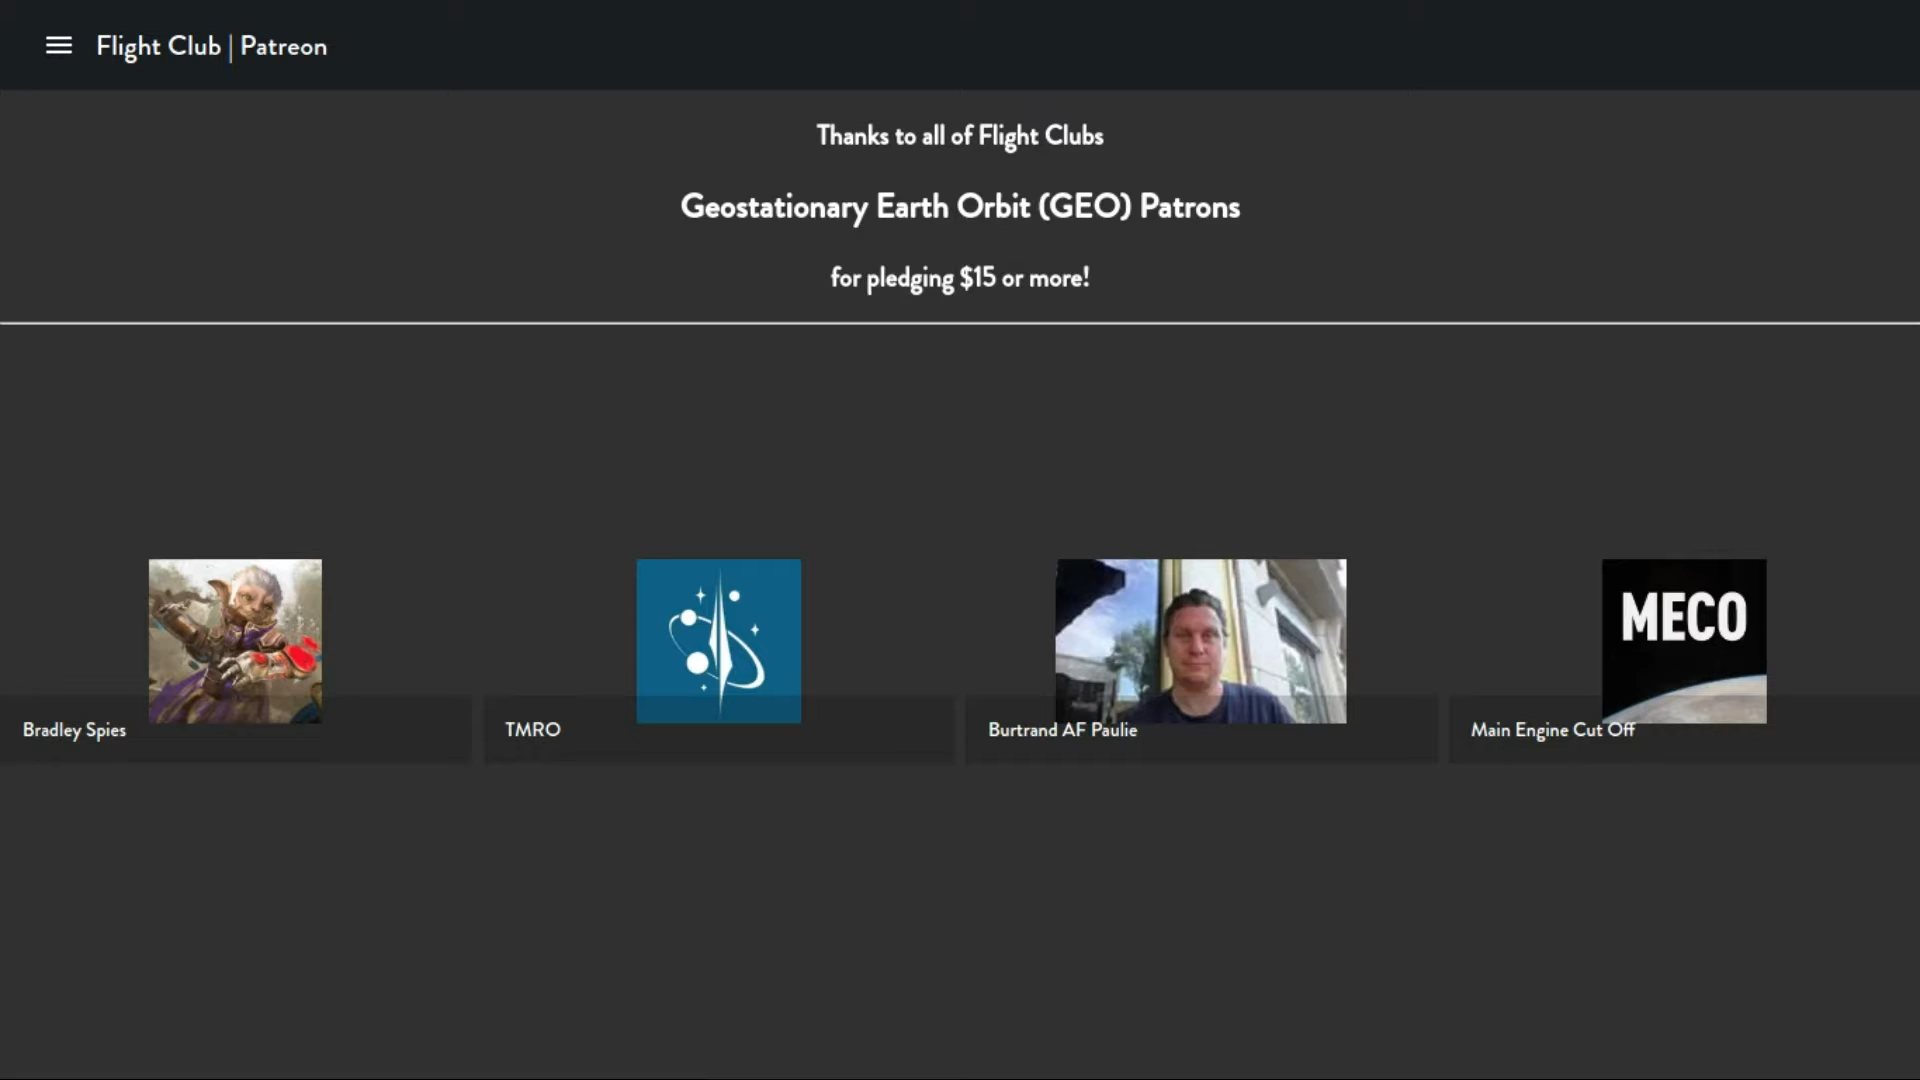 Flight Club | Patreon
Thanks to all of Flight Clubs
Geostationary Earth Orbit (GEO) Patrons
for pledging $15 or more!
MECO
Bradley Spies
TMRO
Burtrand AF Paulie
Main Engine Cut Off